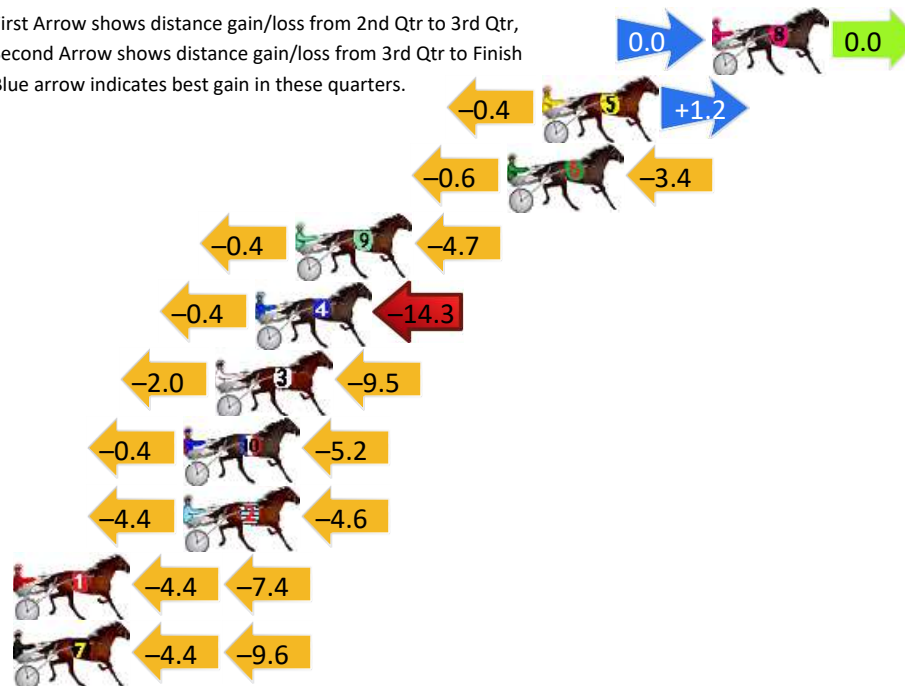 irst Arrow shows distance gain/loss from 2nd Qtr to 3rd Qtr,
econd Arrow shows distance gain/loss from 3rd Qtr to Finish
Blue arrow indicates best gain in these quarters.
0.0 8 0.0
–0.4 5 +1.2
–0.6 6 –3.4
–0.4 9 –4.7
–0.4 4 –14.3
–2.0 3 –9.5
–0.4 10 –5.2
–4.4 2 –4.6
1 –4.4 –7.4
7 –4.4 –9.6